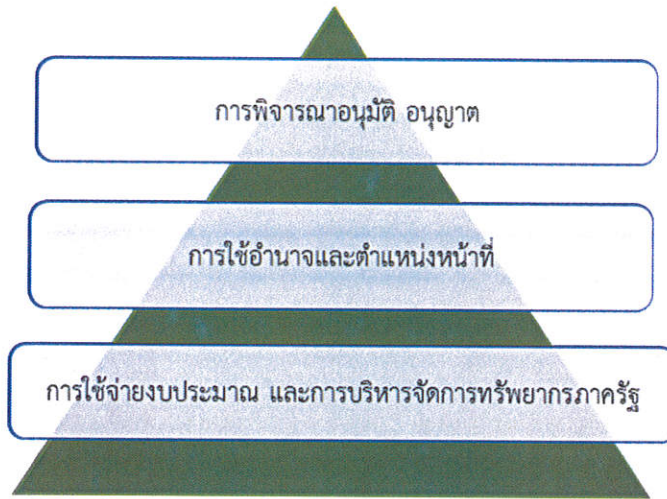 การพิจารณาอนุมัติ อนุญาต
การใช้อำนาจและตำแหน่งหน้าที่
การใช้จ่ายงบประมาณ และการบริหารจัดการทรัพยากรภาครัฐ